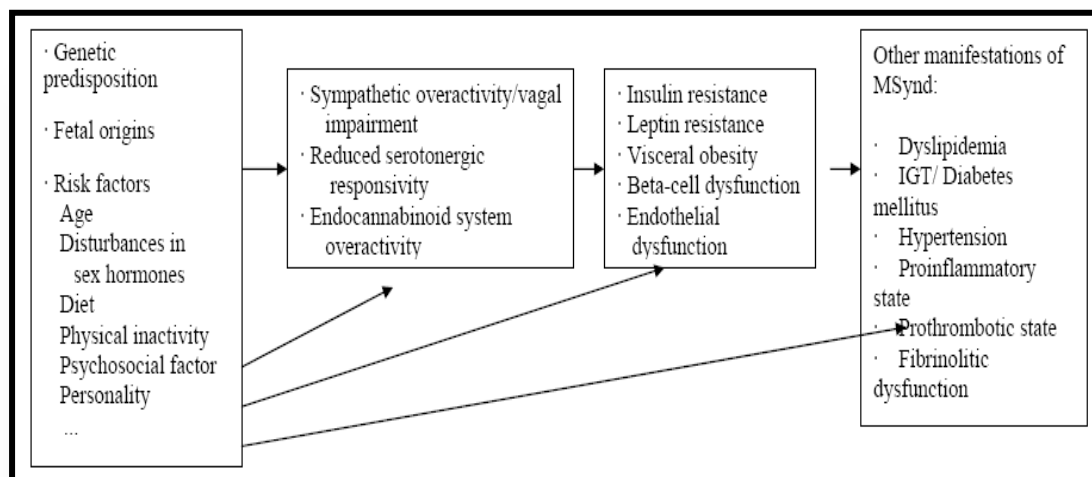 · Genetic
predisposition
· Fetal origins
· Risk factors
Age
Disturbances in
sex hormones
Diet
Physical inactivity
Psychosocial factor
Personality
...
· Sympathetic overactivity/vagal
impairment
· Reduced serotonergic
responsivity
· Endocannabinoid system
overactivity
· Insulin resistance
· Leptin resistance
· Visceral obesity
· Beta-cell dysfunction
· Endothelial
dysfunction
Other manifestations of
MSynd:
· Dyslipidemia
· IGT/ Diabetes
mellitus
· Hypertension
· Proinflammatory
state
· Prothrombotic state
· Fibrinolitic
dysfunction